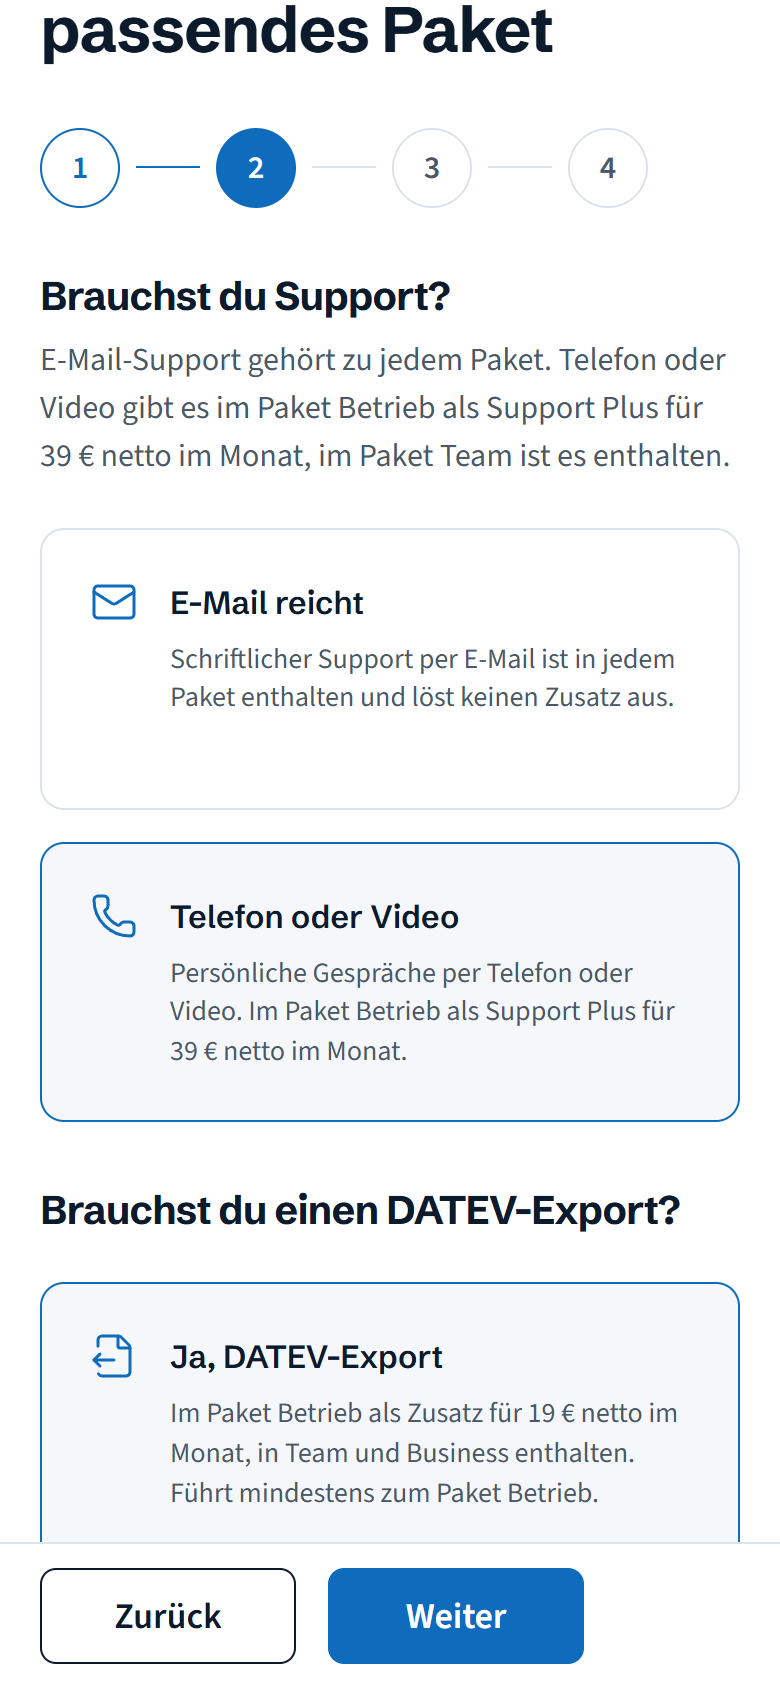 passendes Paket
1 2 3 4
Brauchst du Support?
E-Mail-Support gehört zu jedem Paket. Telefon oder
Video gibt es im Paket Betrieb als Support Plus für
39 € netto im Monat, im Paket Team ist es enthalten.
E-Mail reicht
Schriftlicher Support per E-Mail ist in jedem
Paket enthalten und löst keinen Zusatz aus.
Telefon oder Video
Persönliche Gespräche per Telefon oder
Video. Im Paket Betrieb als Support Plus für
39 € netto im Monat.
Brauchst du einen DATEV-Export?
Ja, DATEV-Export
Im Paket Betrieb als Zusatz für 19 € netto im
Monat, in Team und Business enthalten.
Führt mindestens zum Paket Betrieb.
Zurück Weiter